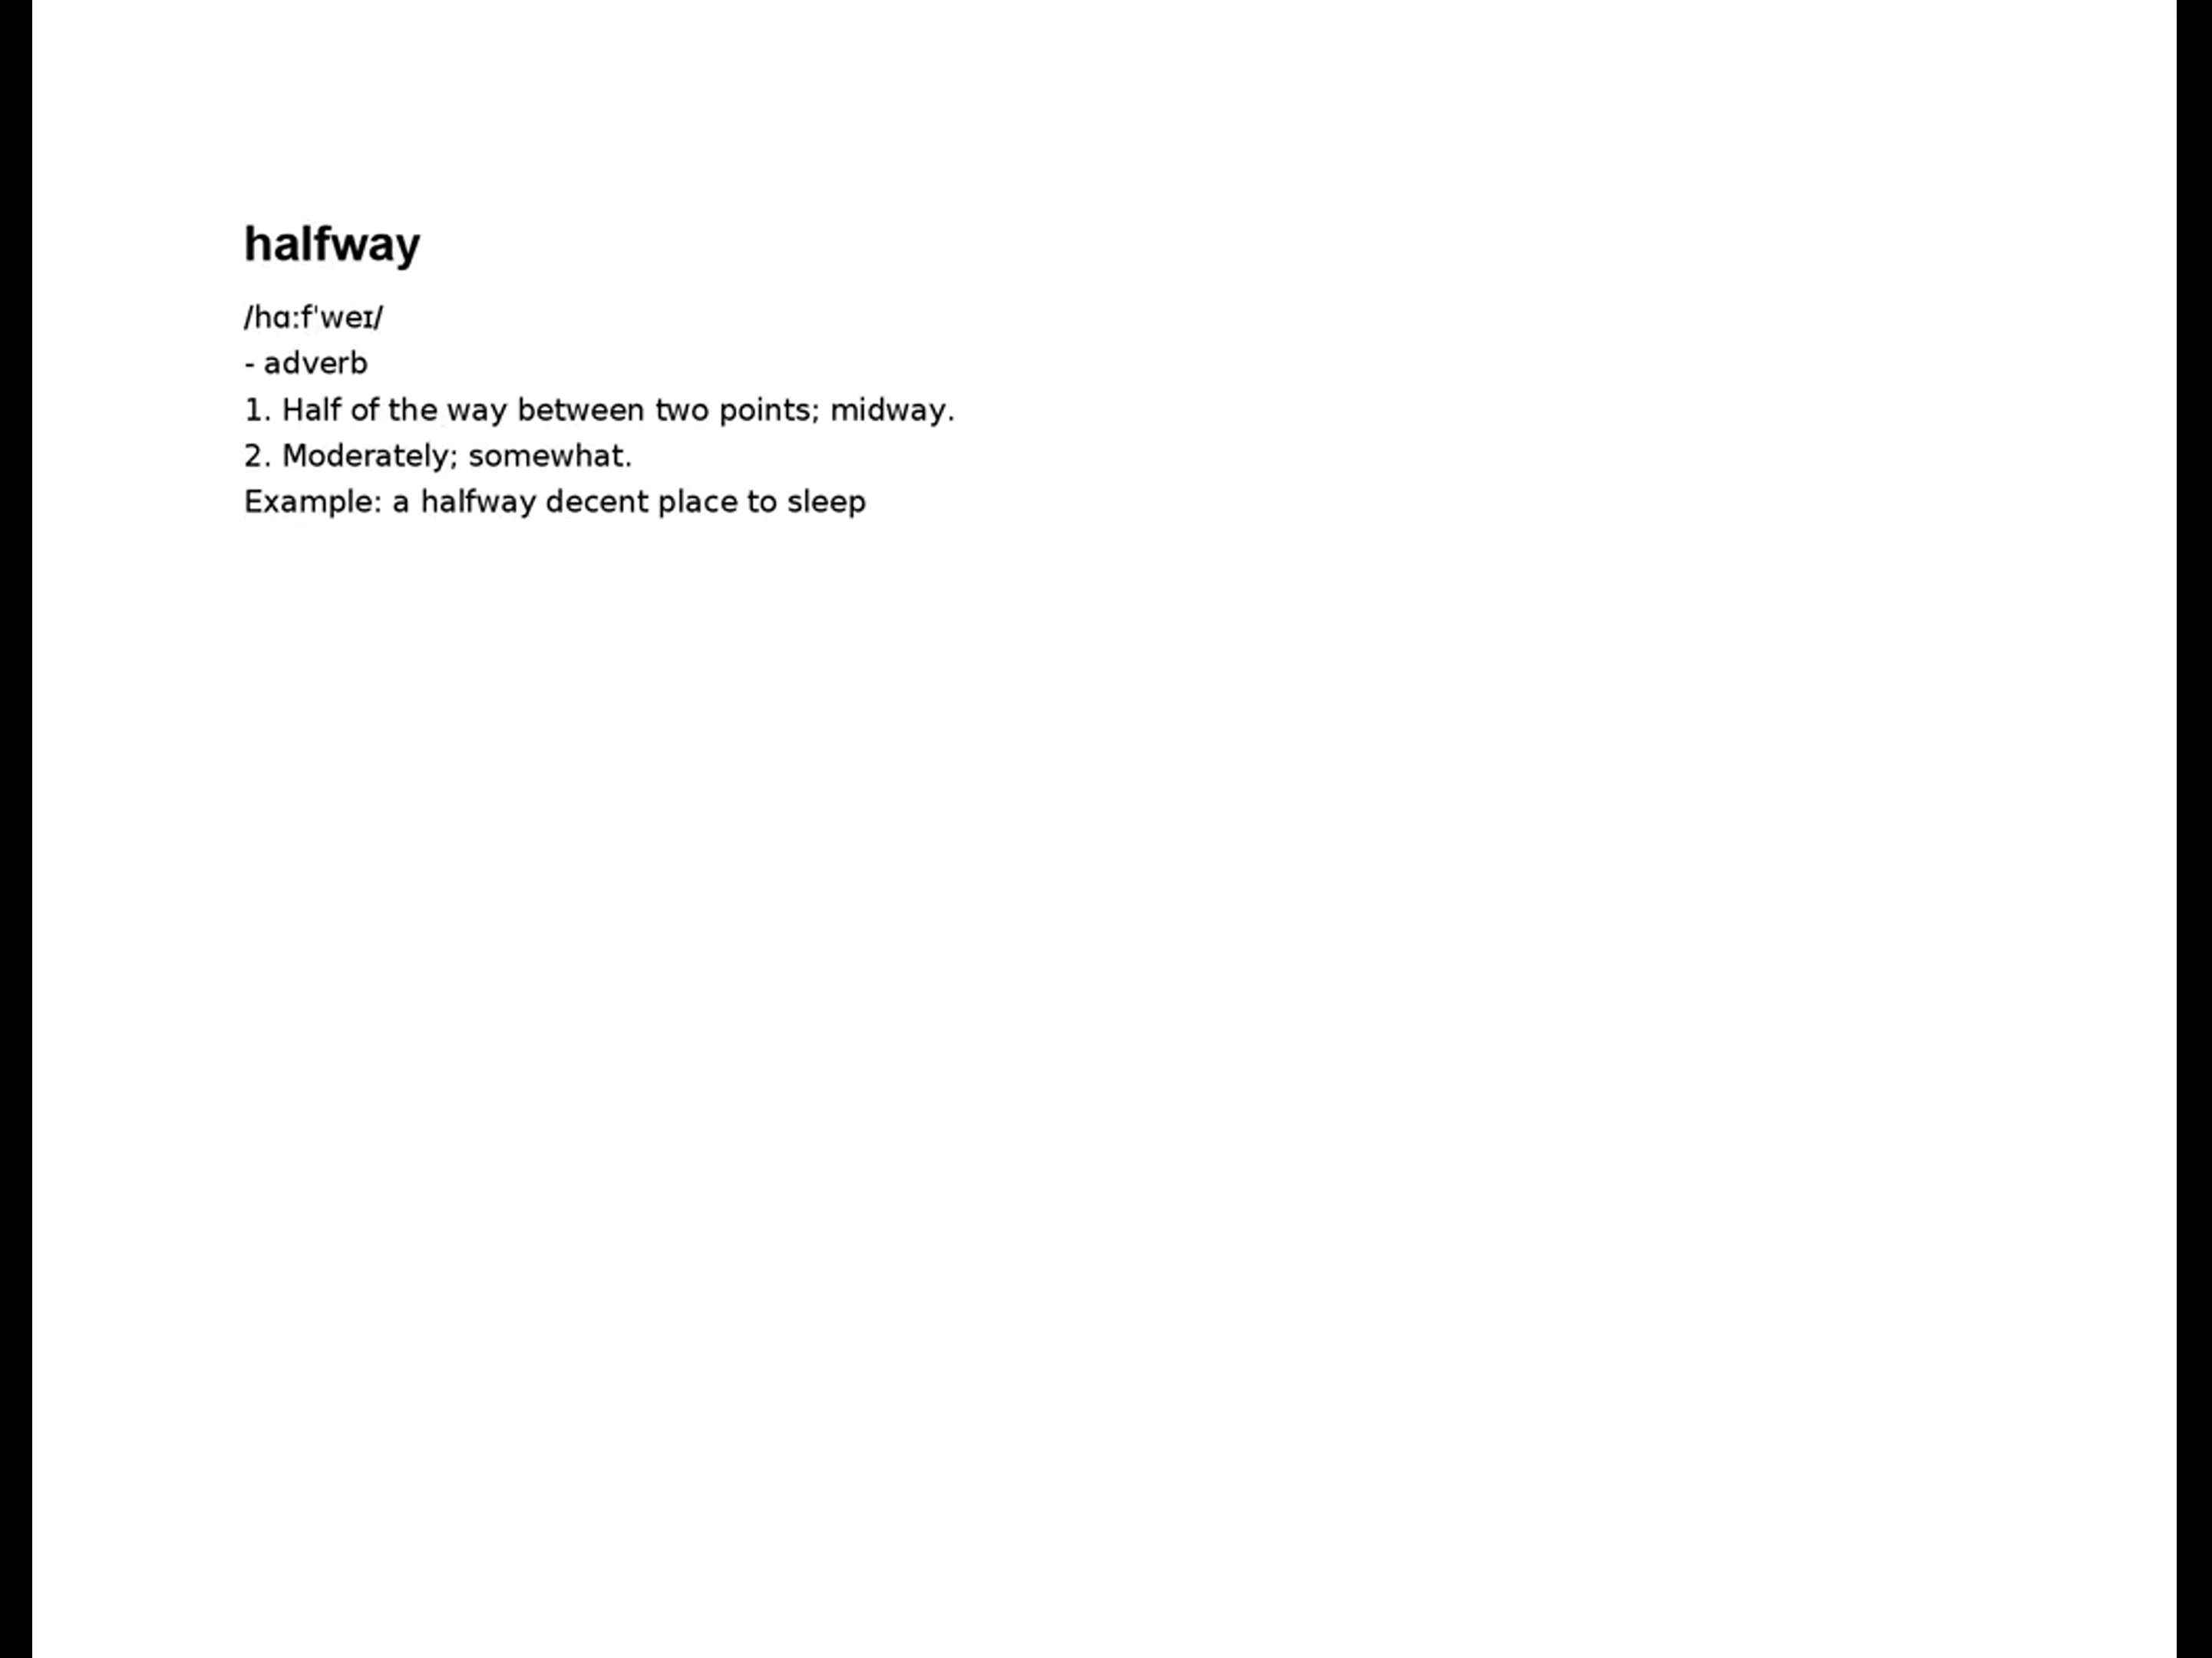 halfway
/hɑ:f'weɪ/
- adverb
1. Half of the way between two points; midway.
2. Moderately; somewhat.
Example: a halfway decent place to sleep